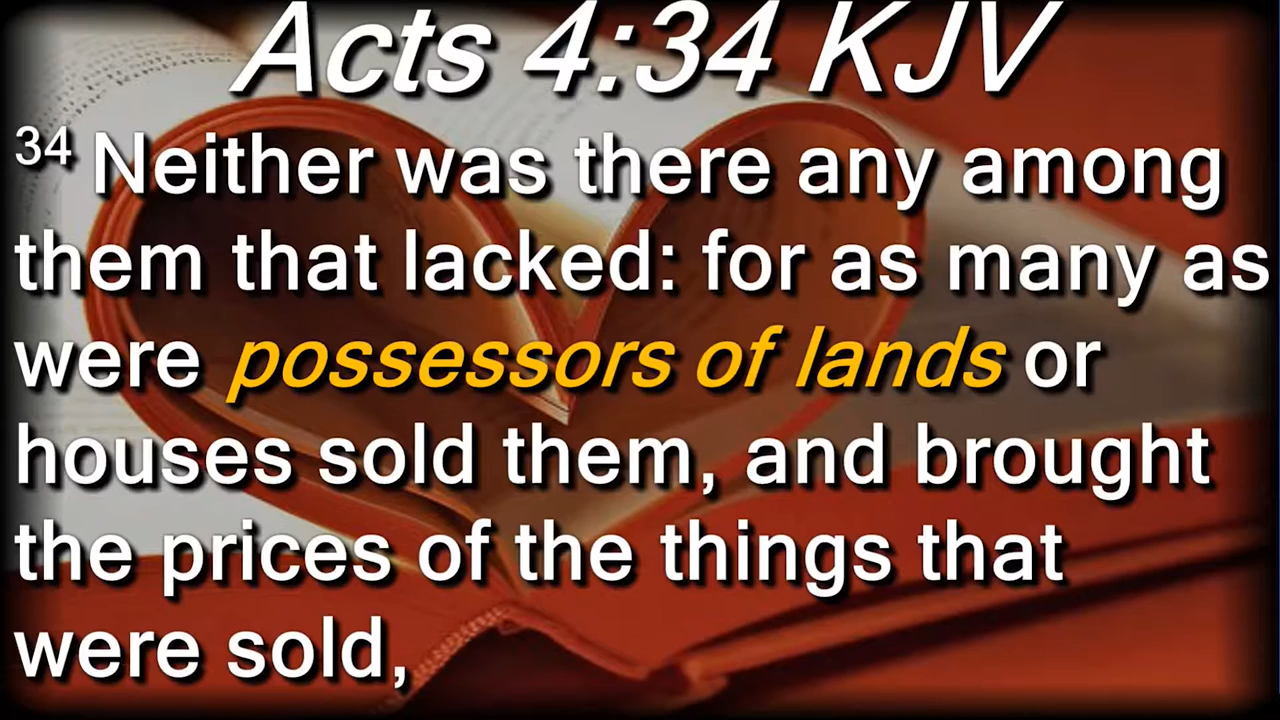 Acts 4:34 KJV
34 Neither was there any among
them that lacked: for as many as
were possessors of lands or
houses sold them, and brought
the prices of the things that
were sold,